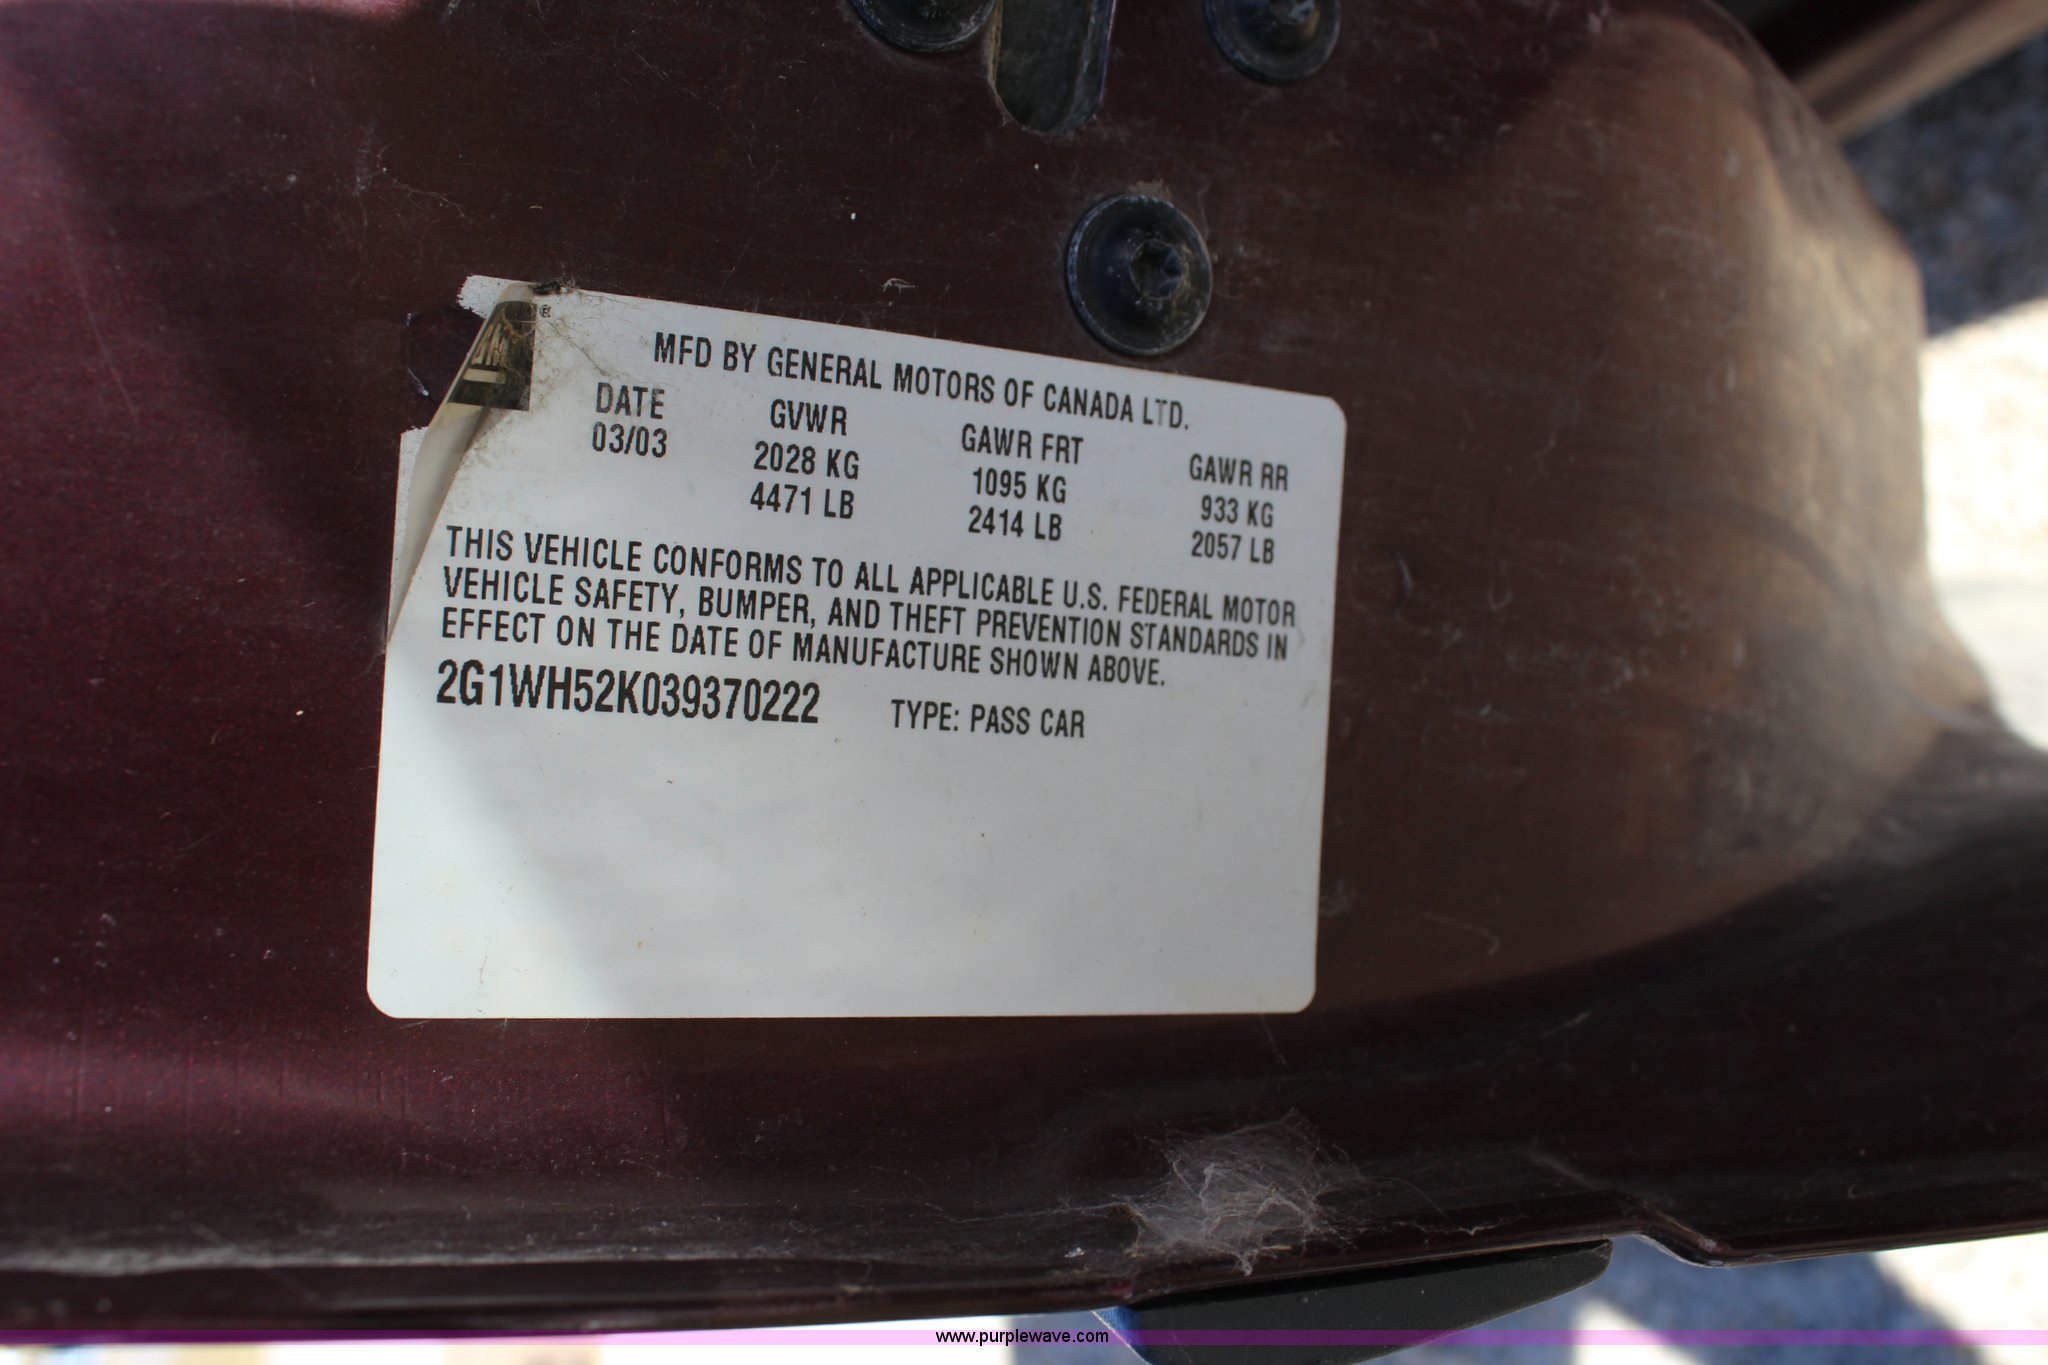 MFD BY GENERAL MOTORS OF CANADA LTD.
DATE GVWR GAWR FRT GAWR RR
03/03 2028 KG 1095 KG 933 KG
4471 LB 2414 LB 2057 LB
THIS VEHICLE CONFORMS TO ALL APPLICABLE U.S. FEDERAL MOTOR
VEHICLE SAFETY, BUMPER, AND THEFT PREVENTION STANDARDS IN
EFFECT ON THE DATE OF MANUFACTURE SHOWN ABOVE.
2G1WH52K039370222 TYPE: PASS CAR
www.purplewave.com